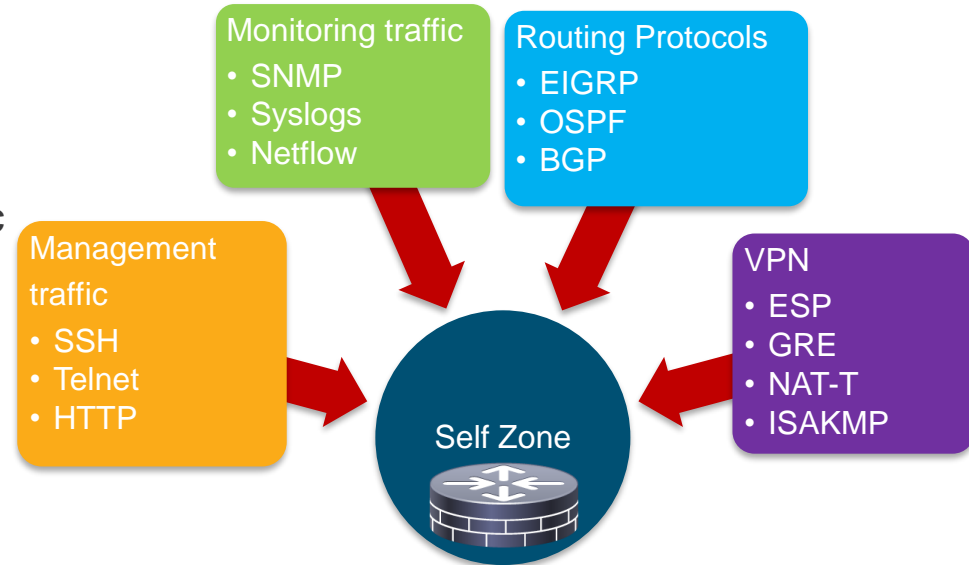 Monitoring traffic
• SNMP
• Syslogs
• Netflow
Routing Protocols
• EIGRP
• OSPF
• BGP
c
Management
traffic
• SSH
• Telnet
• HTTP
VPN
• ESP
• GRE
• NAT-T
• ISAKMP
Self Zone